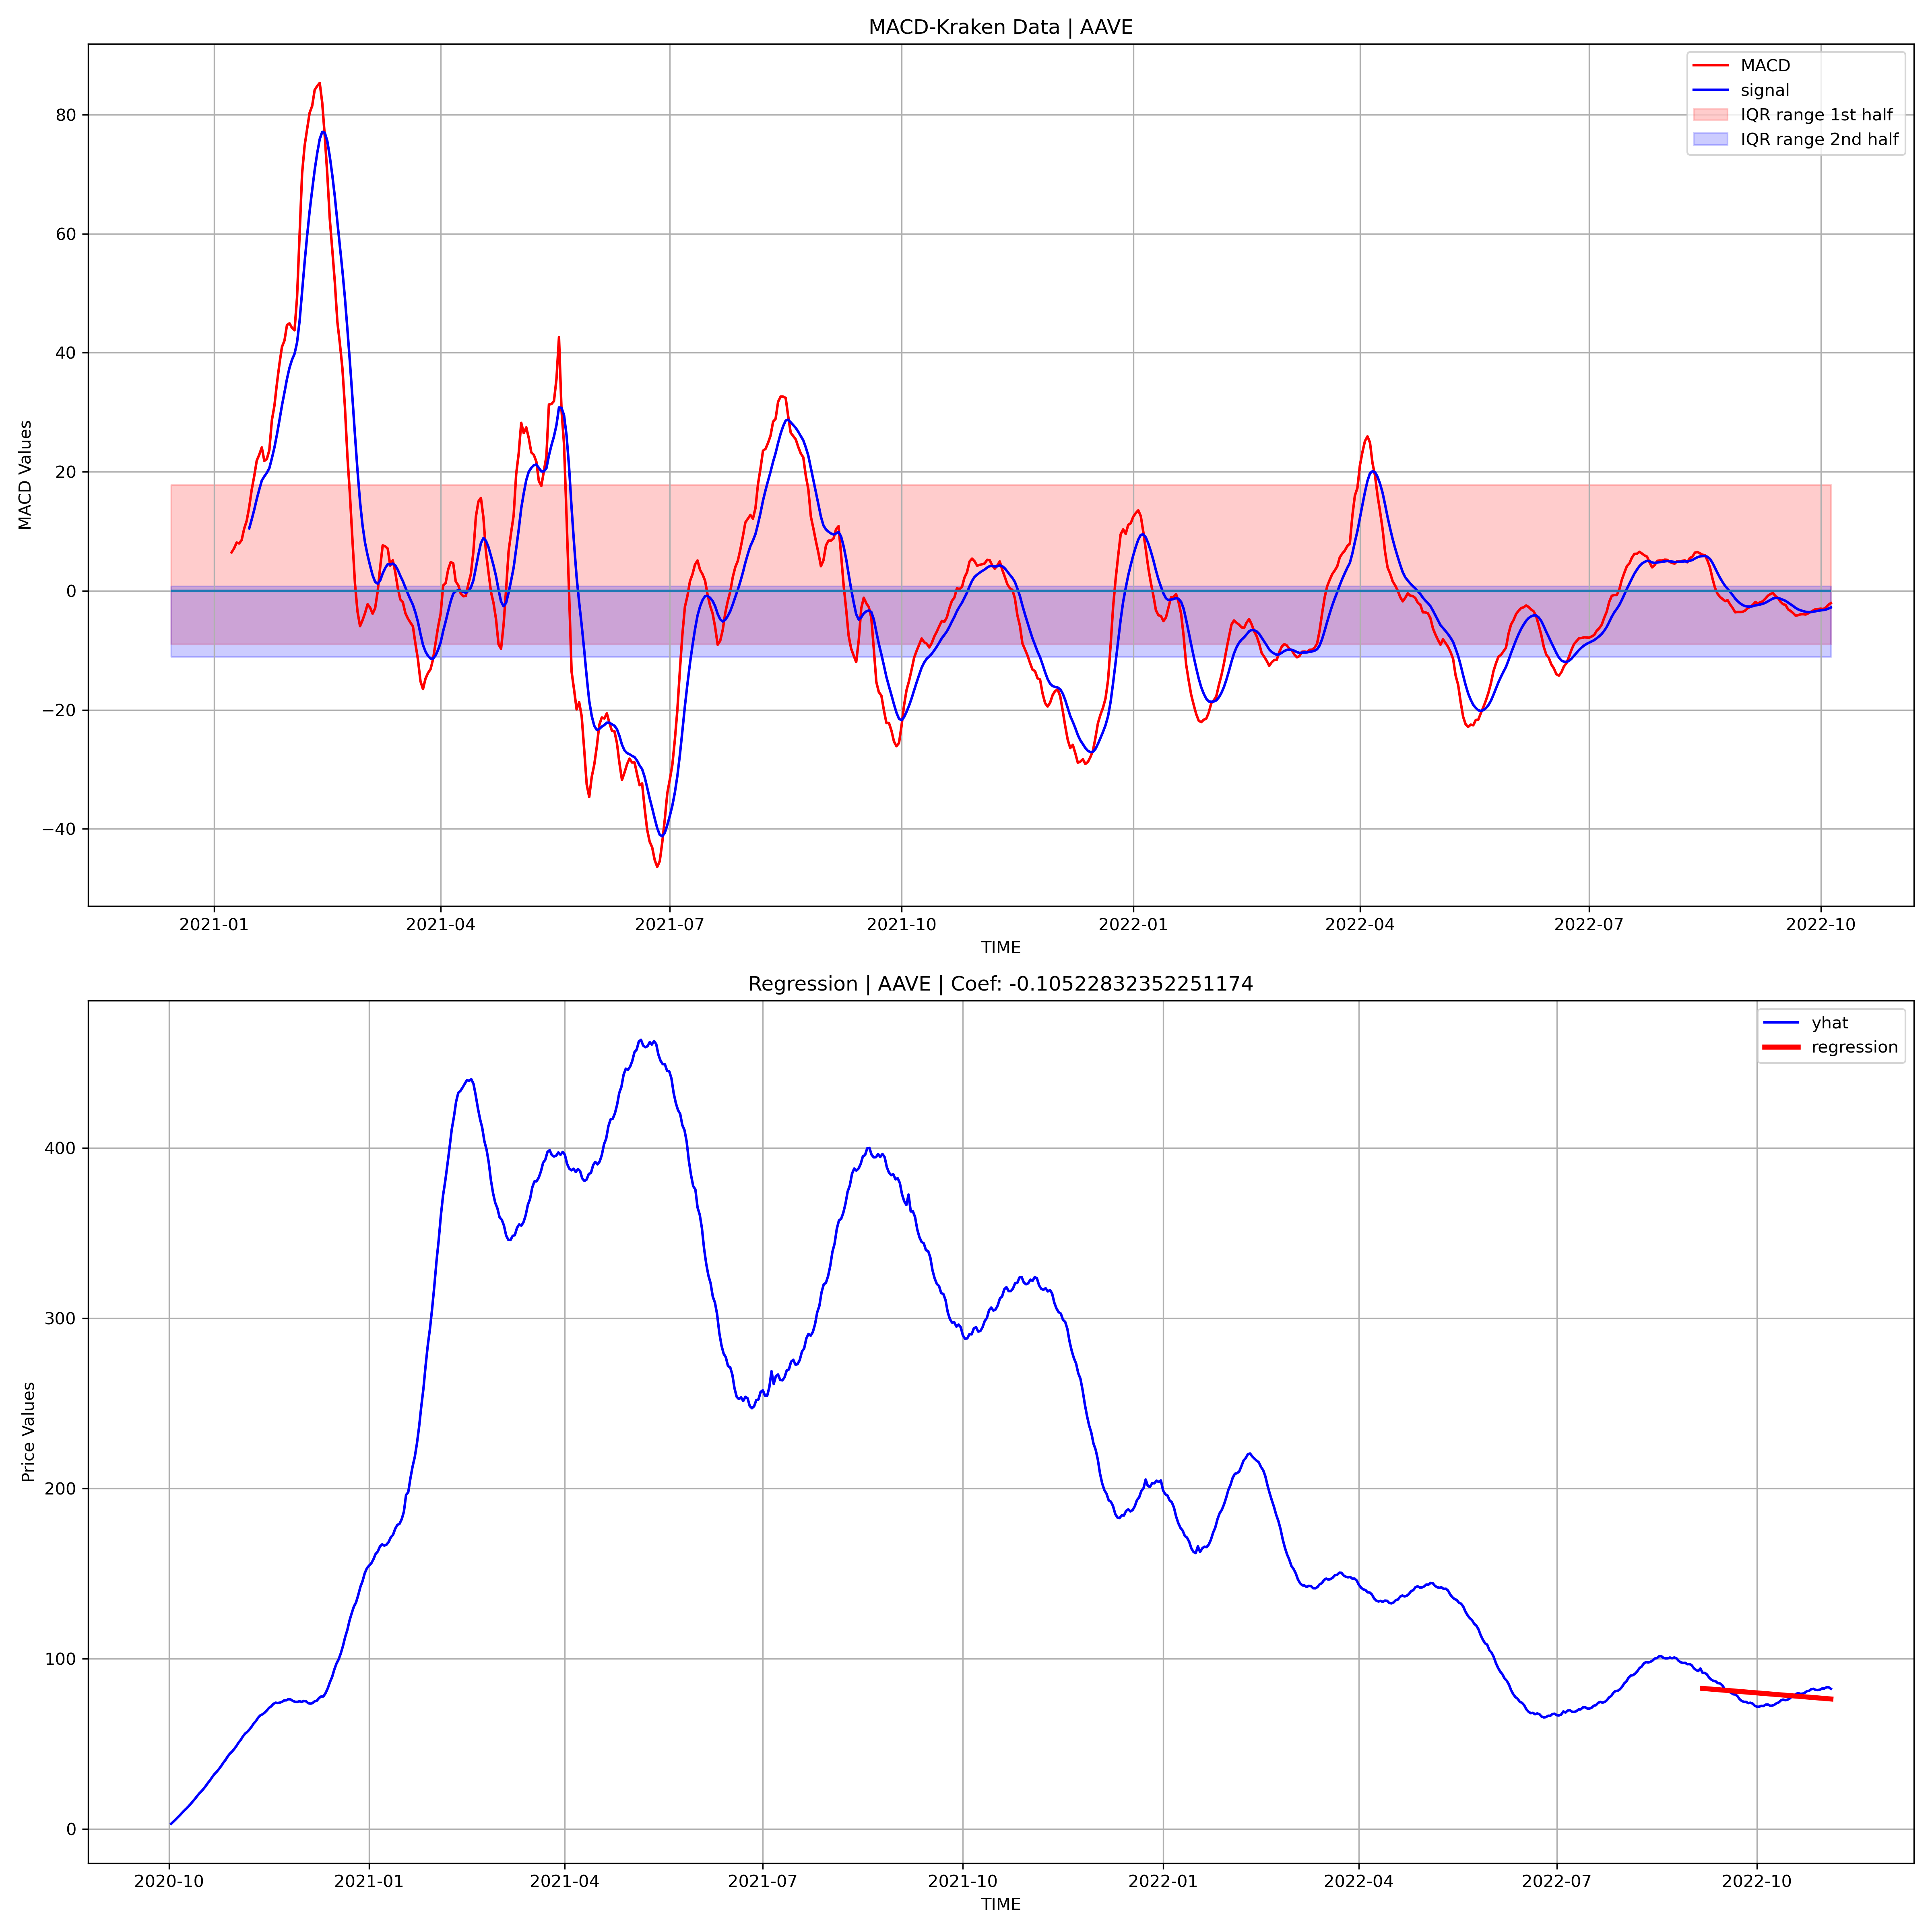 MACD-Kraken Data | AAVE
MACD
signal
IQR range 1st half
IQR range 2nd half
MACD Values
80
60
40
20
0
−20
−40
2021-01
2021-04
2021-07
2021-10
2022-01
2022-04
2022-07
2022-10
TIME
Regression | AAVE | Coef: -0.10522832352251174
yhat
regression
Price Values
400
300
200
100
0
2020-10
2021-01
2021-04
2021-07
2021-10
2022-01
2022-04
2022-07
2022-10
TIME